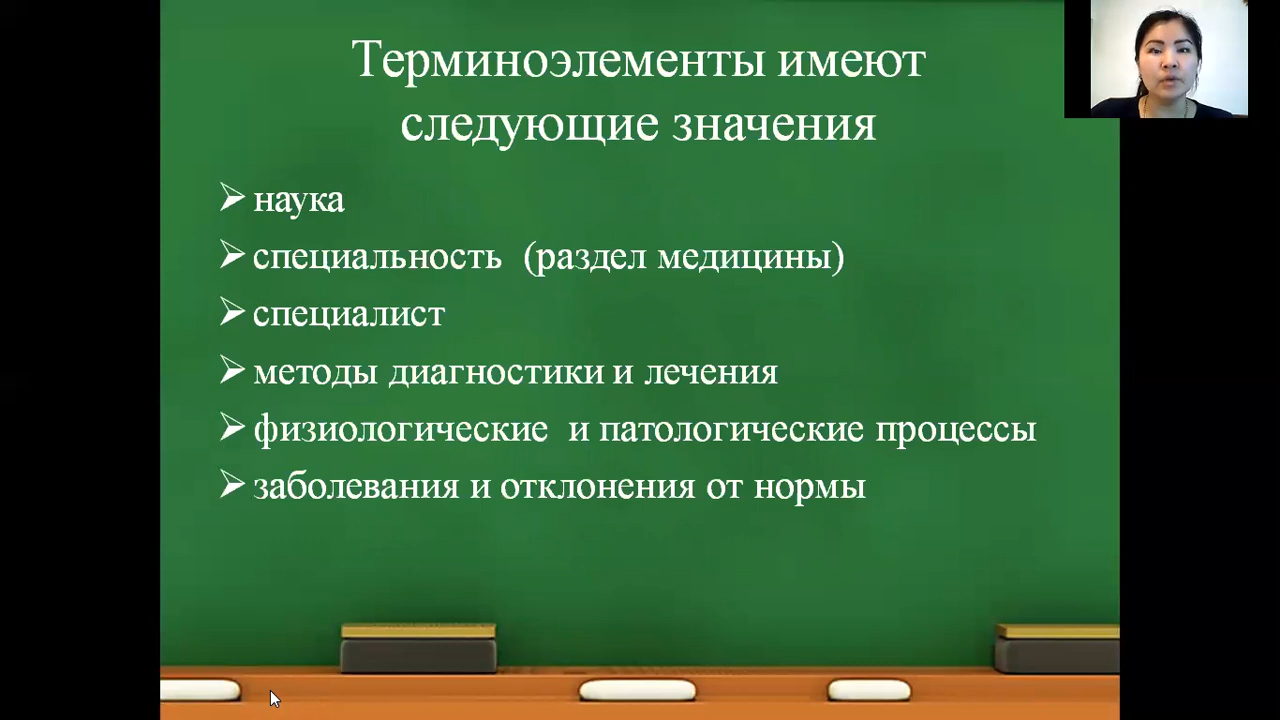 Терминоэлементы имеют
следующие значения
наука
специальность (раздел медицины)
специалист
методы диагностики и лечения
физиологические и патологические процессы
заболевания и отклонения от нормы